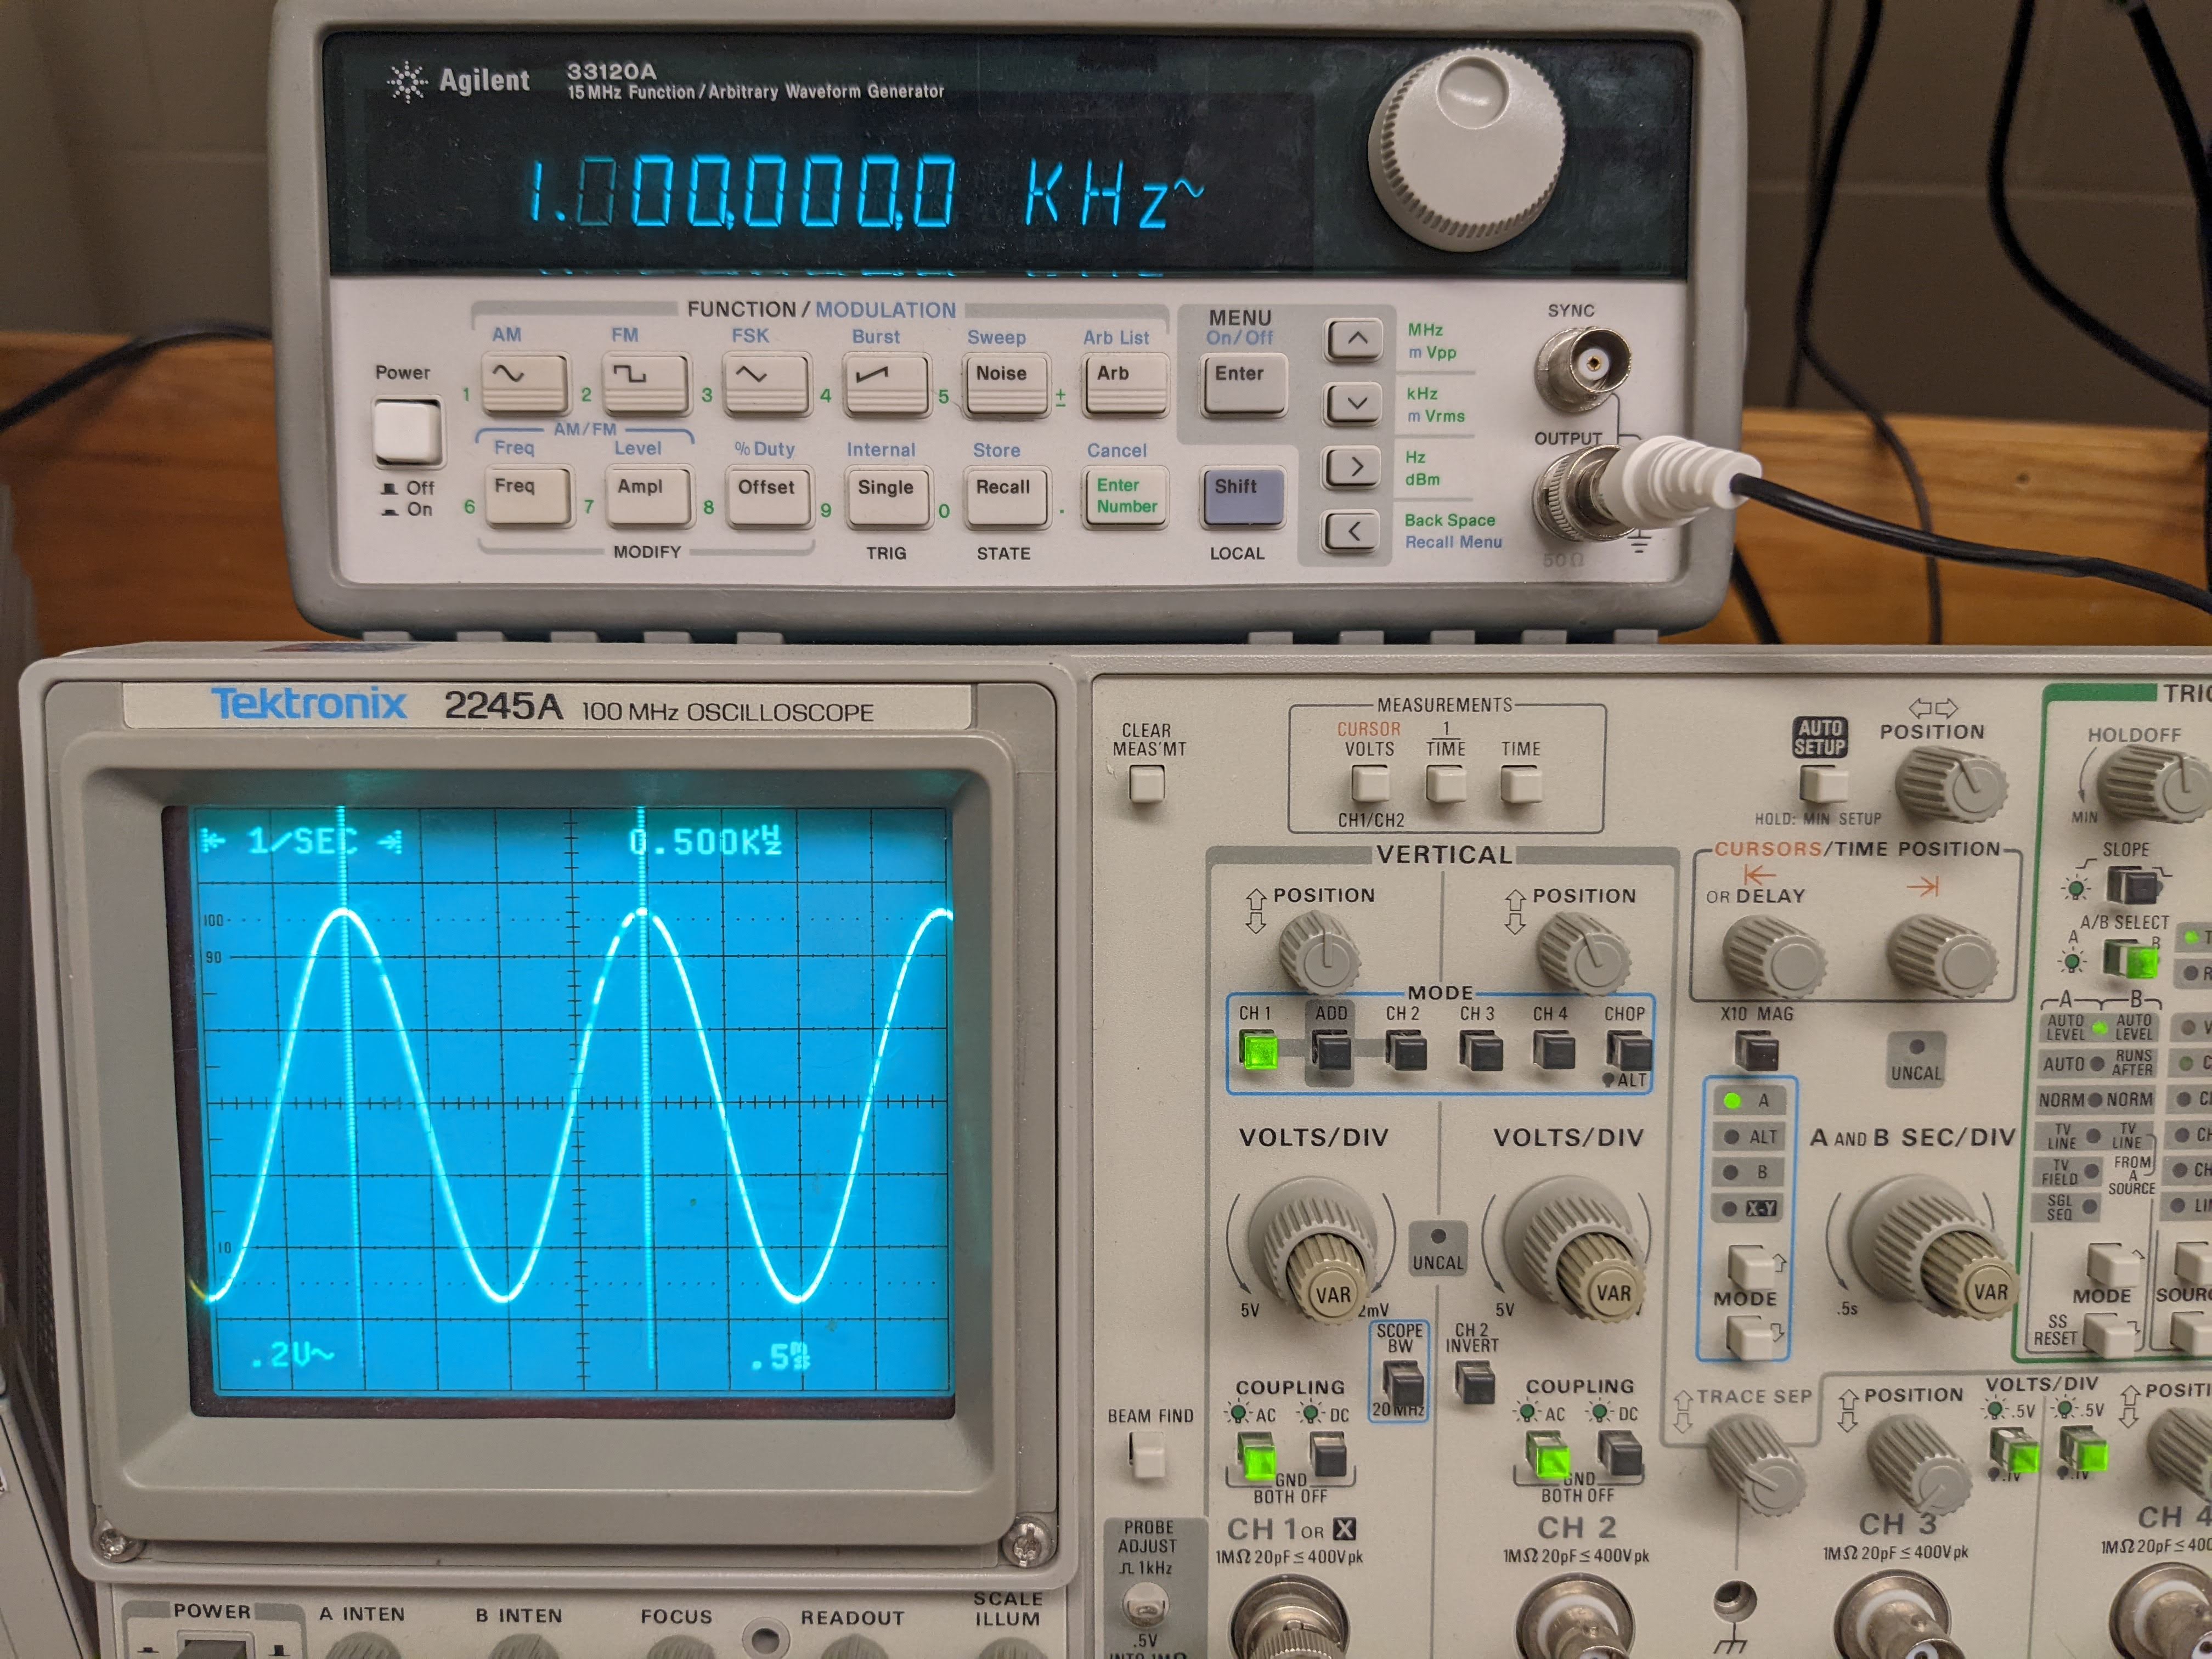 Agilent
33120A
15 MHz Function / Arbitrary Waveform Generator
1.000,000,0 KHz~
FUNCTION / MODULATION
AM FM FSK Burst Sweep Arb List
MENU
On/Off
SYNC
Power
1 2 3 4 5 Noise ± Arb
Enter
MHz
m Vpp
kHz
m Vrms
AM/FM
Freq Level % Duty Internal Store Cancel
OUTPUT
Off
On
6 Freq 7 Ampl 8 Offset 9 Single 0 Recall . Enter Number
Shift
Hz
dBm
Back Space
Recall Menu
MODIFY
TRIG
STATE
LOCAL
50Ω
Tektronix 2245A 100 MHz OSCILLOSCOPE
1/SEC 0.500KHz
100
90
10
.2V~ .5ms
CLEAR
MEAS'MT
MEASUREMENTS
CURSOR
VOLTS
1
TIME
TIME
CH1/CH2
AUTO
SETUP
HOLD: MIN SETUP
POSITION
HOLDOFF
MIN
VERTICAL
POSITION POSITION
CURSORS/TIME POSITION
OR DELAY
SLOPE
A/B SELECT
A B
MODE
CH 1 ADD CH 2 CH 3 CH 4 CHOP
ALT
X10 MAG
UNCAL
A
ALT
B
X-Y
MODE
A B
AUTO LEVEL AUTO LEVEL
AUTO RUNS AFTER
NORM NORM
TV LINE TV LINE
TV FIELD FROM A SOURCE
SGL SEQ
VOLTS/DIV VOLTS/DIV
A AND B SEC/DIV
VAR VAR VAR
5V 2mV
UNCAL
5V
.5s
MODE
SS
RESET
SCOPE
BW
20 MHz
CH 2
INVERT
COUPLING
AC DC
GND
BOTH OFF
COUPLING
AC DC
GND
BOTH OFF
TRACE SEP
POSITION
VOLTS/DIV
.5V .5V
.1V .1V
BEAM FIND
PROBE
ADJUST
1kHz
.5V
CH 1 OR X
1MΩ 20pF ≤ 400V pk
CH 2
1MΩ 20pF ≤ 400V pk
CH 3
1MΩ 20pF ≤ 400V pk
CH 4
POWER
A INTEN
B INTEN
FOCUS
READOUT
SCALE
ILLUM